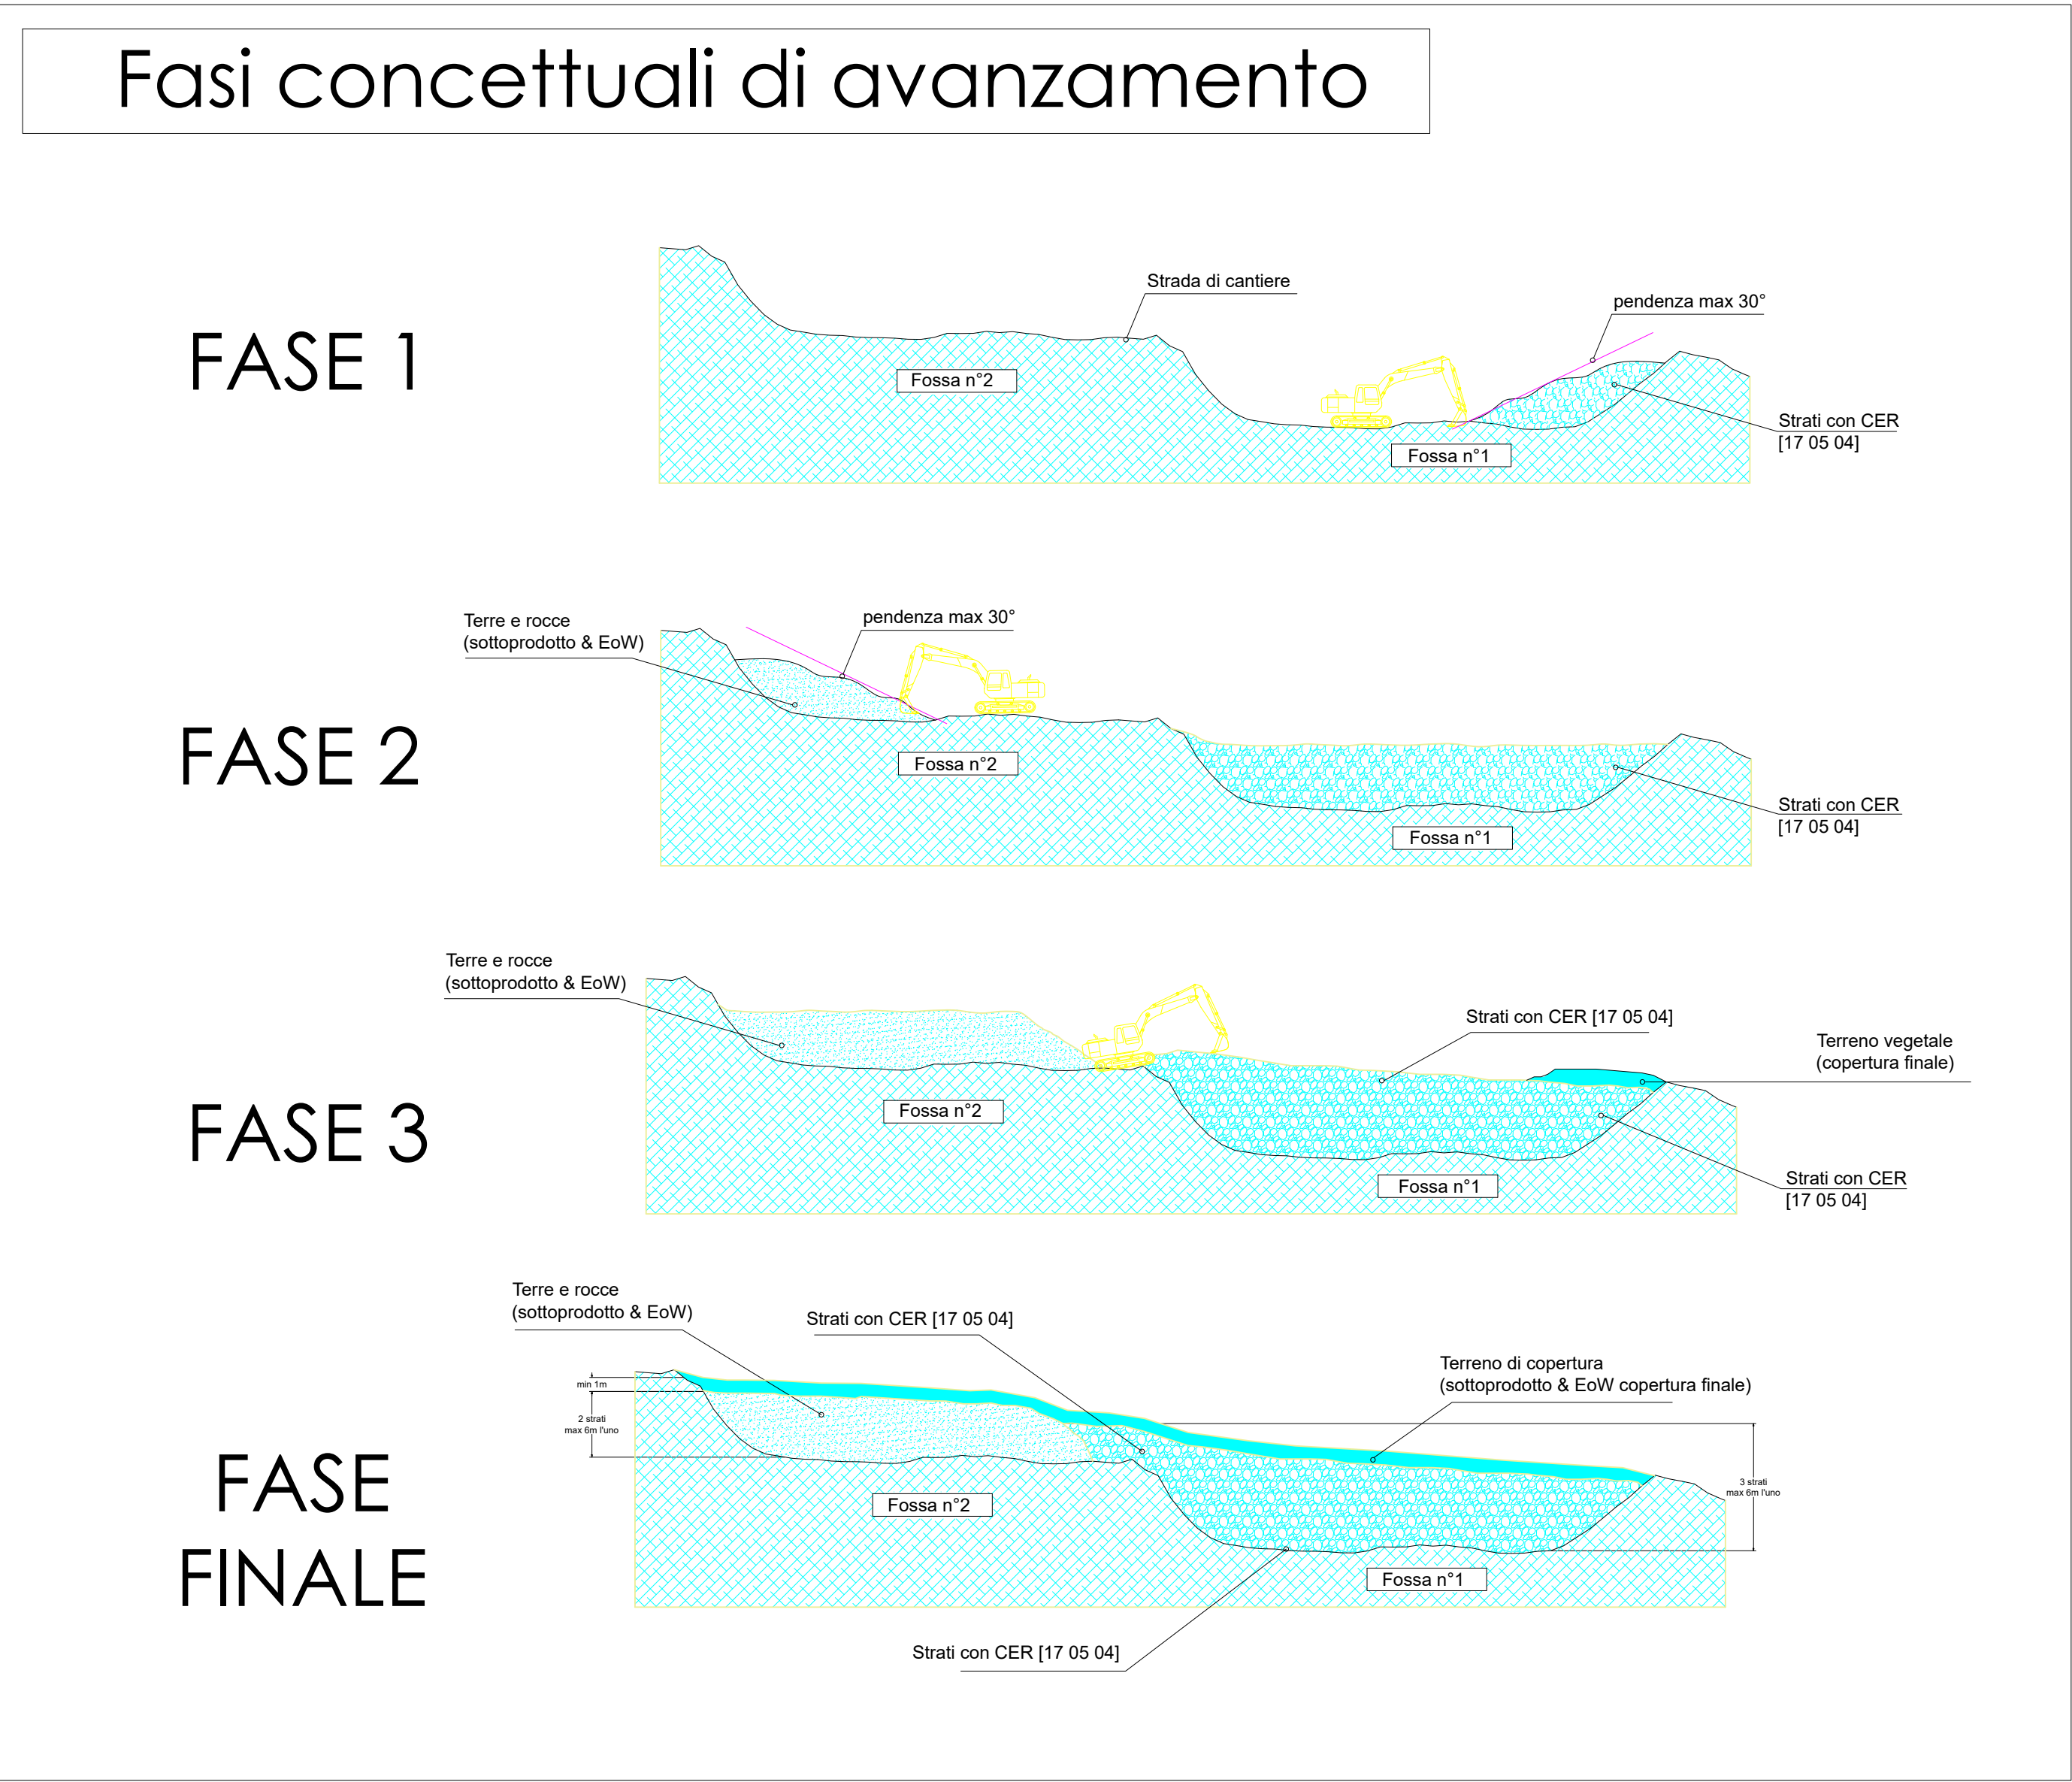 Fasi concettuali di avanzamento
FASE 1
Strada di cantiere
pendenza max 30°
Fossa n°2
Strati con CER
[17 05 04]
Fossa n°1
Terre e rocce
(sottoprodotto & EoW)
pendenza max 30°
FASE 2
Fossa n°2
Strati con CER
[17 05 04]
Fossa n°1
Terre e rocce
(sottoprodotto & EoW)
Strati con CER [17 05 04]
Terreno vegetale
(copertura finale)
FASE 3
Fossa n°2
Strati con CER
[17 05 04]
Fossa n°1
Terre e rocce
(sottoprodotto & EoW)
Strati con CER [17 05 04]
Terreno di copertura
(sottoprodotto & EoW copertura finale)
min 1m
2 strati
max 6m l'uno
FASE
FINALE
3 strati
max 6m l'uno
Fossa n°2
Fossa n°1
Strati con CER [17 05 04]